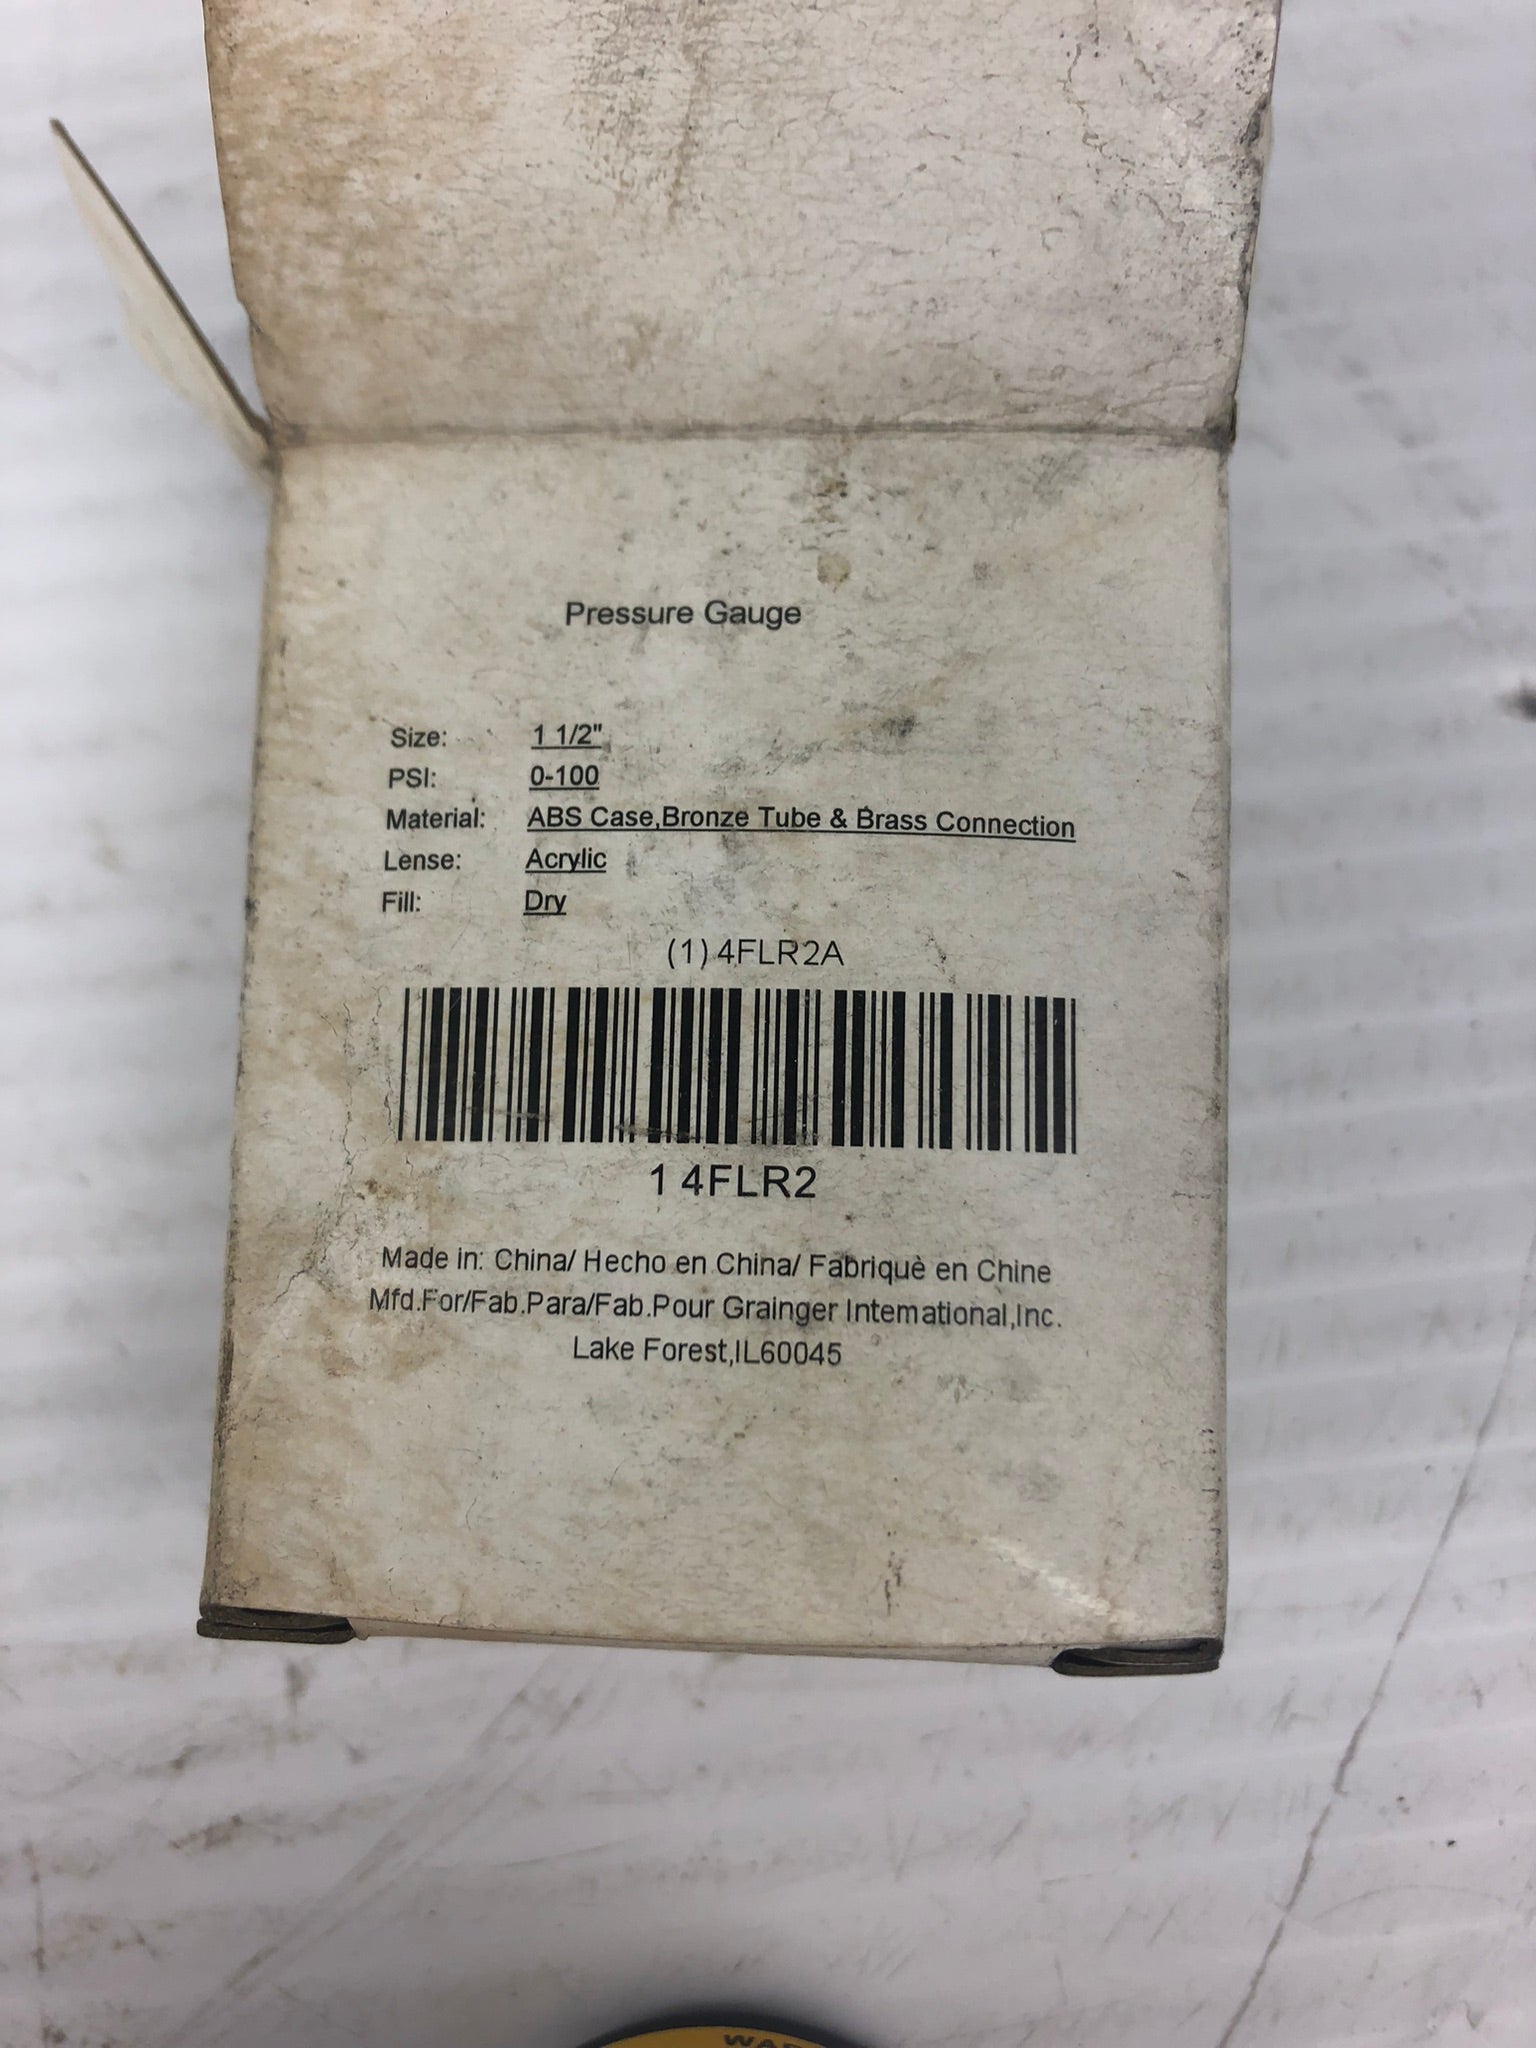 Pressure Gauge
Size: 1 1/2"
PSI: 0-100
Material: ABS Case,Bronze Tube & Brass Connection
Lense: Acrylic
Fill: Dry
(1) 4FLR2A
1 4FLR2
Made in: China/ Hecho en China/ Fabriquè en Chine
Mfd.For/Fab.Para/Fab.Pour Grainger International,Inc.
Lake Forest,IL60045